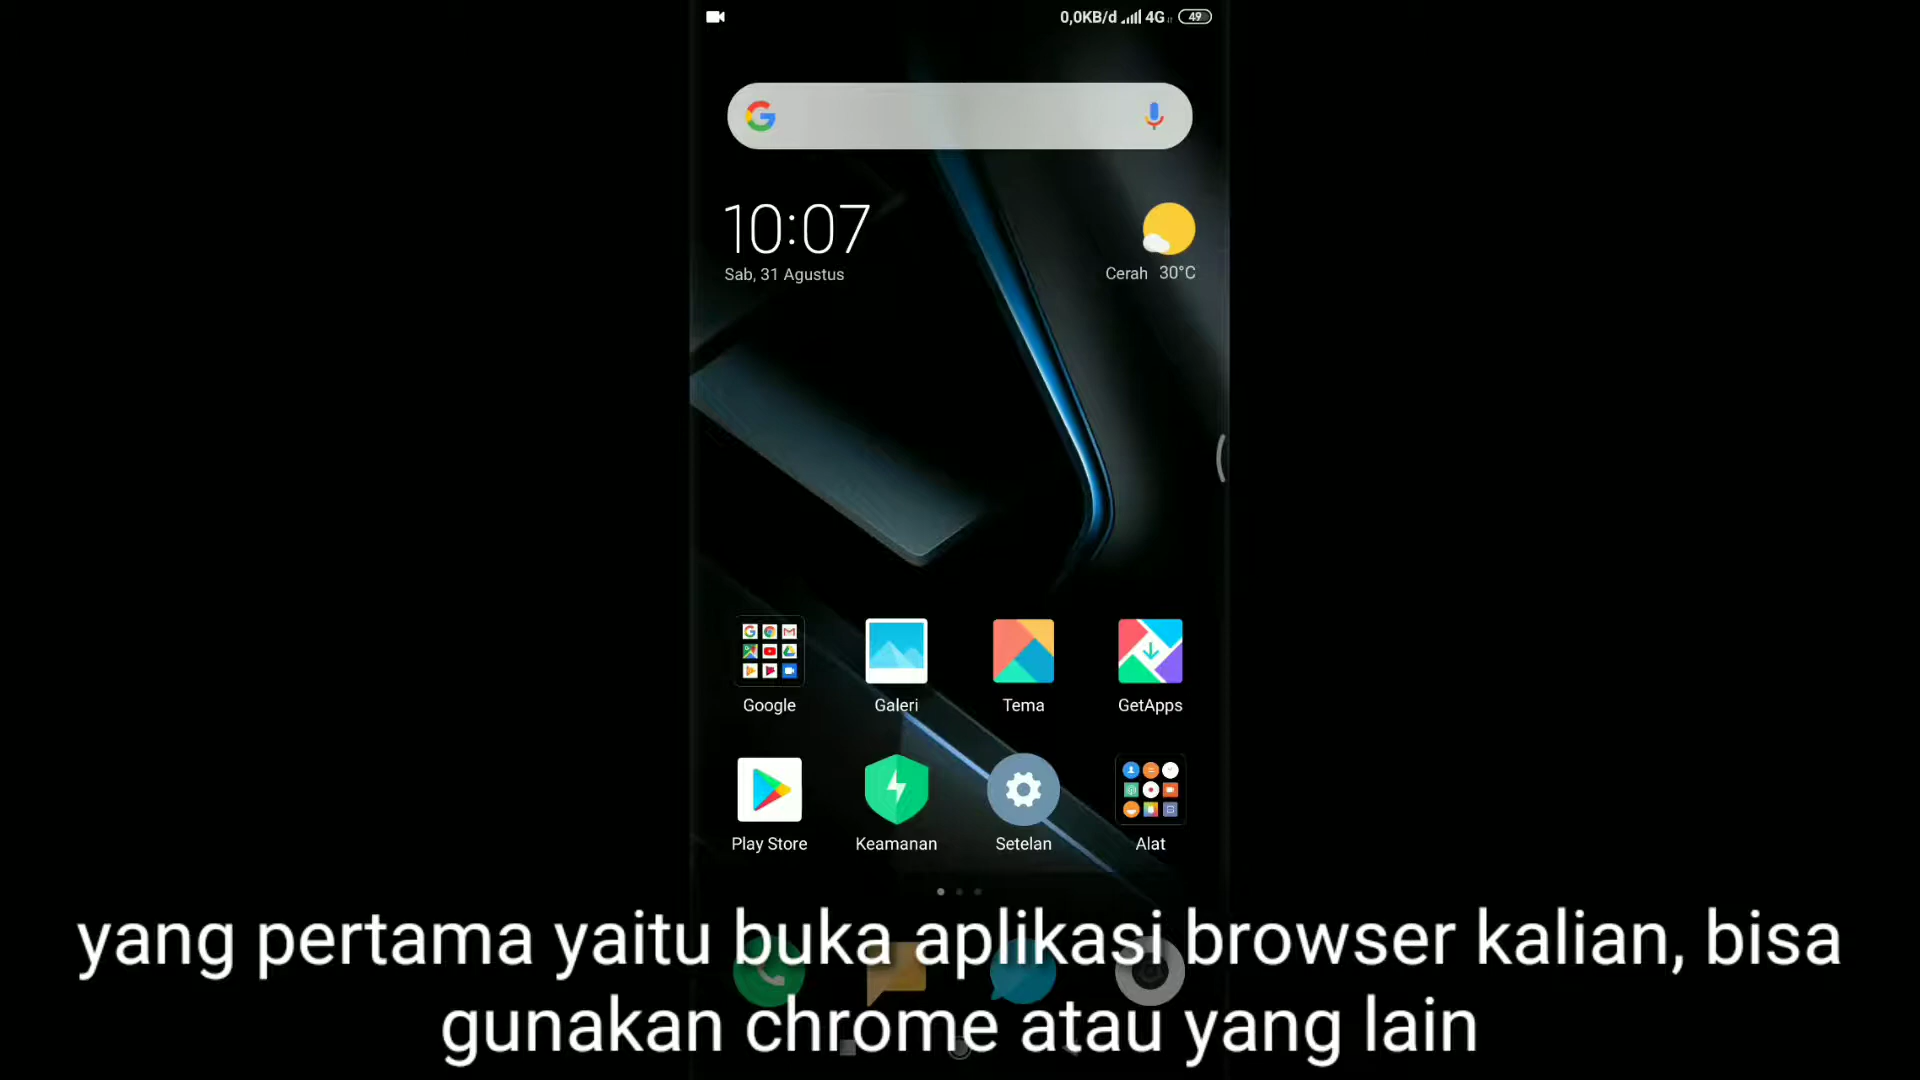 0,0KB/d 4G 49
10:07
Sab, 31 Agustus
Cerah 30°C
Google Galeri Tema GetApps
Play Store Keamanan Setelan Alat
yang pertama yaitu buka aplikasi browser kalian, bisa
gunakan chrome atau yang lain